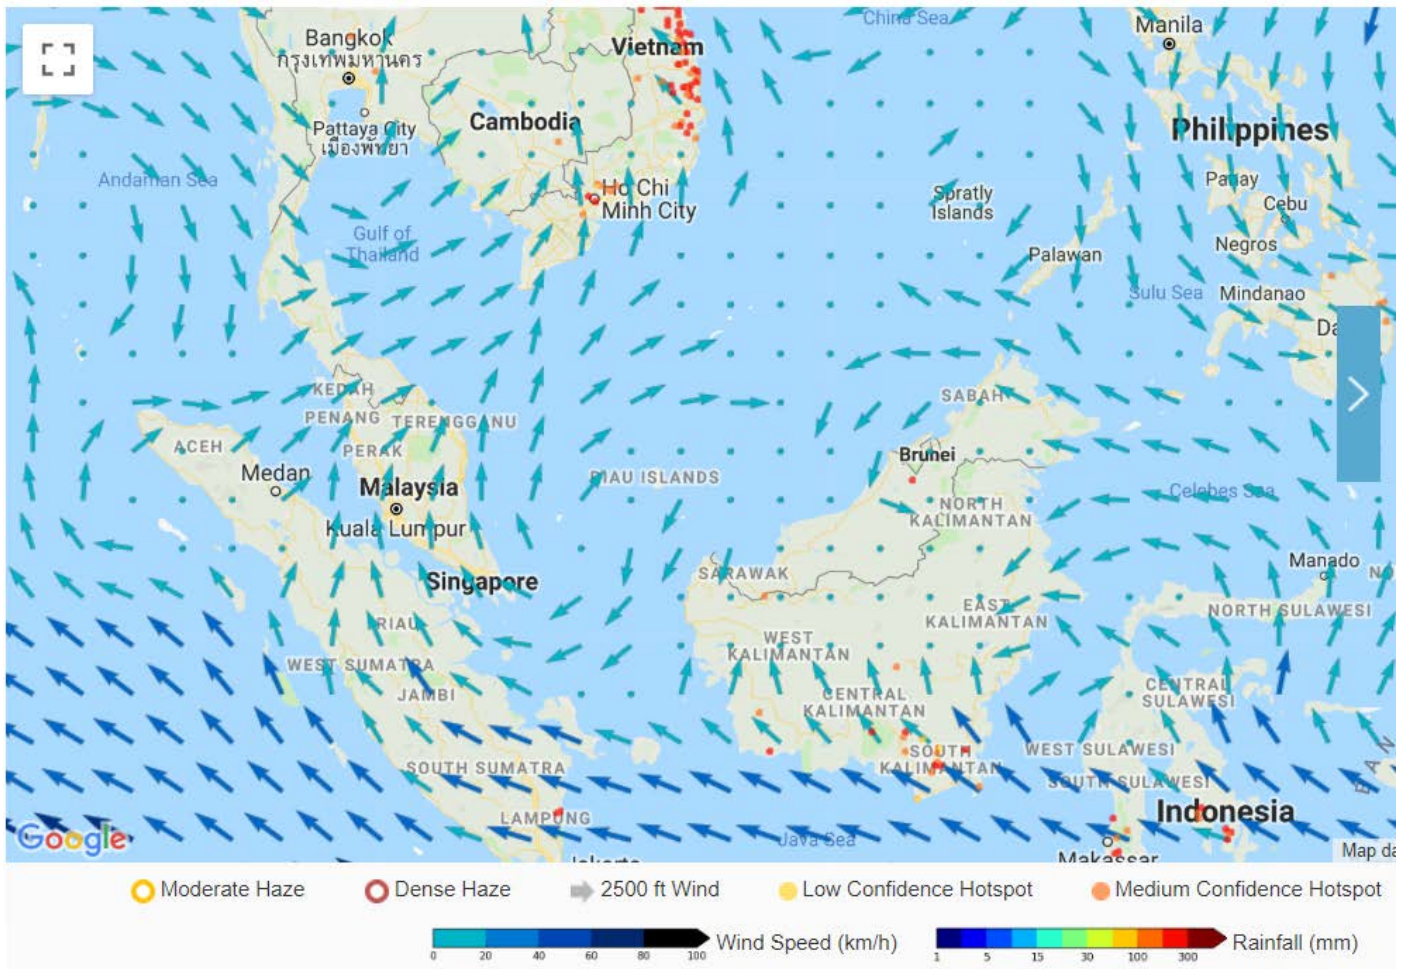 China Sea
Manila
Bangkok
กรุงเทพมหานคร
Vietnam
Pattaya City
เมืองพัทยา
Cambodia
Philippines
Andaman Sea
Ho Chi
Minh City
Spratly
Islands
Panay
Cebu
Gulf of
Thailand
Negros
Palawan
Sulu Sea
Mindanao
Da
KEDAH
PENANG
TERENGGANU
SABAH
ACEH
PERAK
Brunei
Medan
RIAU ISLANDS
Malaysia
Celebes Sea
NORTH
KALIMANTAN
Kuala Lumpur
Manado
SARAWAK
Singapore
NO
EAST
KALIMANTAN
NORTH SULAWESI
RIAU
WEST
KALIMANTAN
WEST SUMATRA
JAMBI
CENTRAL
KALIMANTAN
CENTRAL
SULAWESI
SOUTH
KALIMANTAN
WEST SULAWESI
SOUTH SUMATRA
SOUTH SULAWESI
E A N
LAMPUNG
Indonesia
Google
Java Sea
Jakarta
Makassar
Map da
Moderate Haze
Dense Haze
2500 ft Wind
Low Confidence Hotspot
Medium Confidence Hotspot
0 20 40 60 80 100
Wind Speed (km/h)
1 5 15 30 100 300
Rainfall (mm)